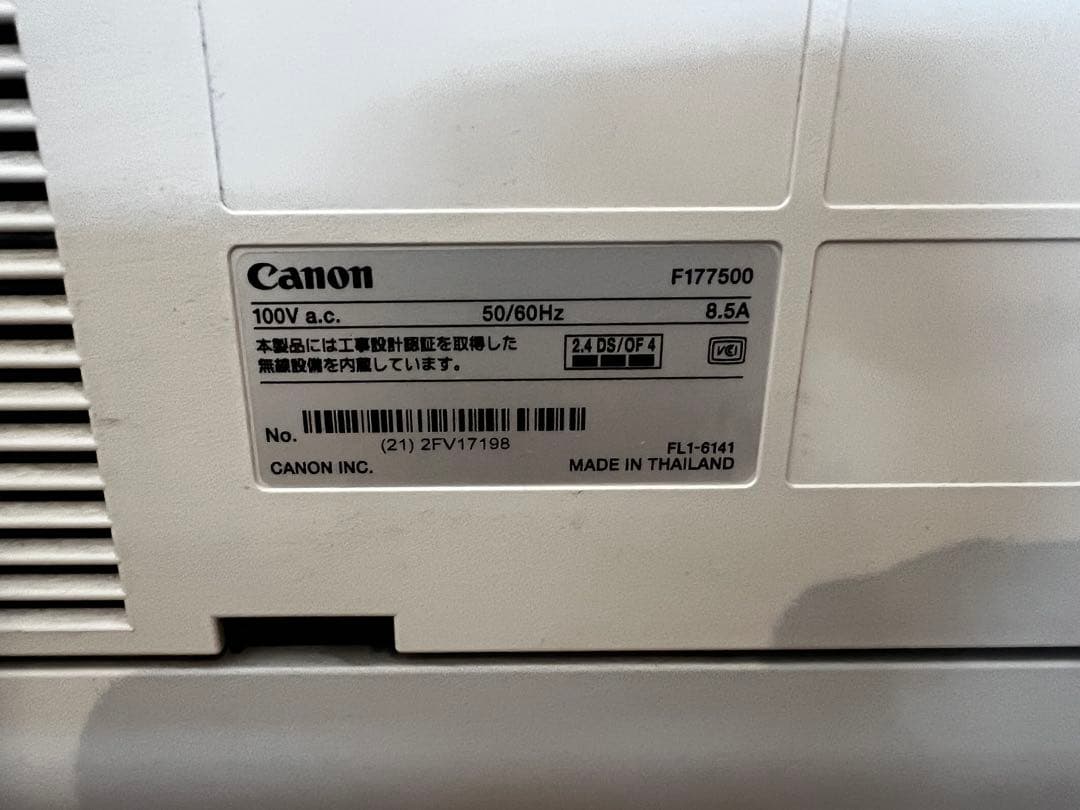 Canon F177500
100V a.c. 50/60Hz 8.5A
本製品には工事設計認証を取得した
無線設備を内蔵しています。
2.4 DS/OF 4
VCI
No.
(21) 2FV17198
FL1-6141
CANON INC. MADE IN THAILAND